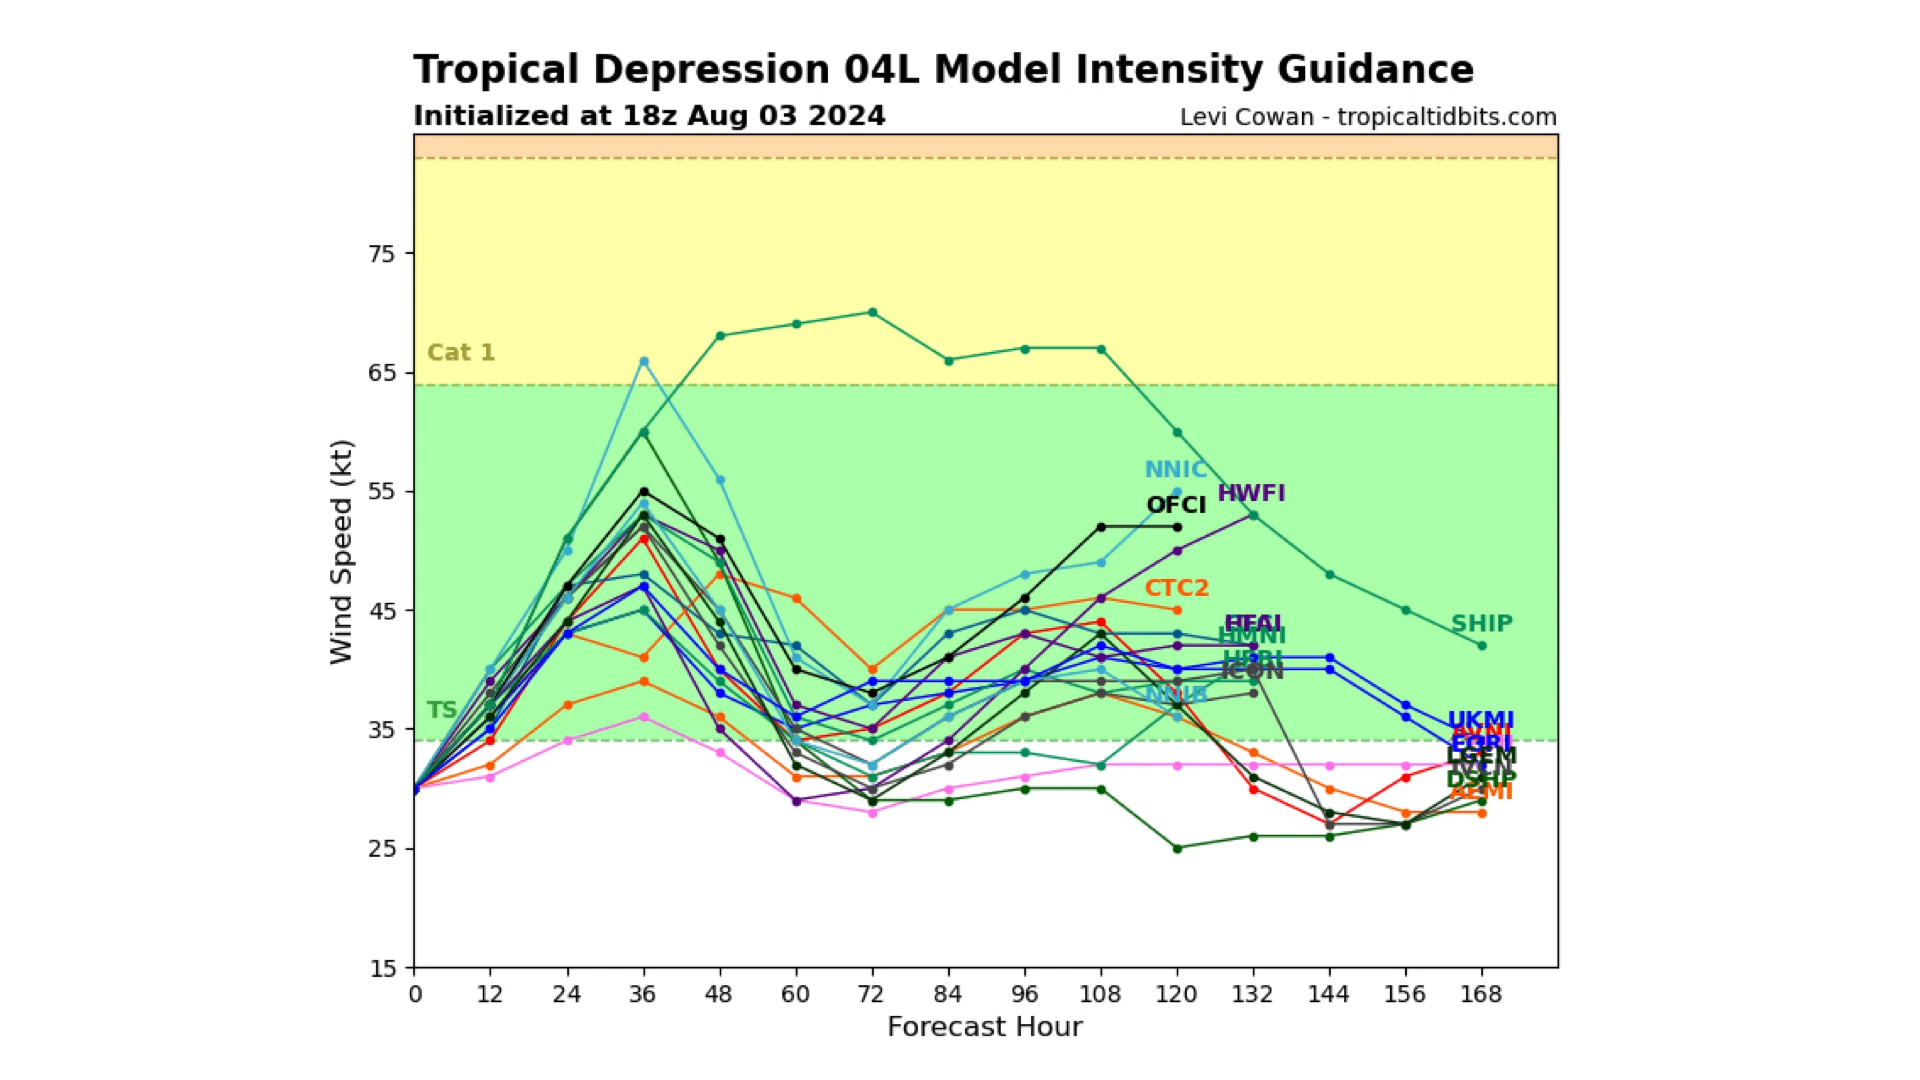 Tropical Depression 04L Model Intensity Guidance
Initialized at 18z Aug 03 2024
Levi Cowan - tropicaltidbits.com
75
Cat 1
65
NNIC
HWFI
55
OFCI
CTC2
45
SHIP
HMNI
ICON
NNIB
TS
35
UKMI
AVNI
EGRI
LGEM
IVCN
DSHP
AEMI
25
15
Wind Speed (kt)
0 12 24 36 48 60 72 84 96 108 120 132 144 156 168
Forecast Hour